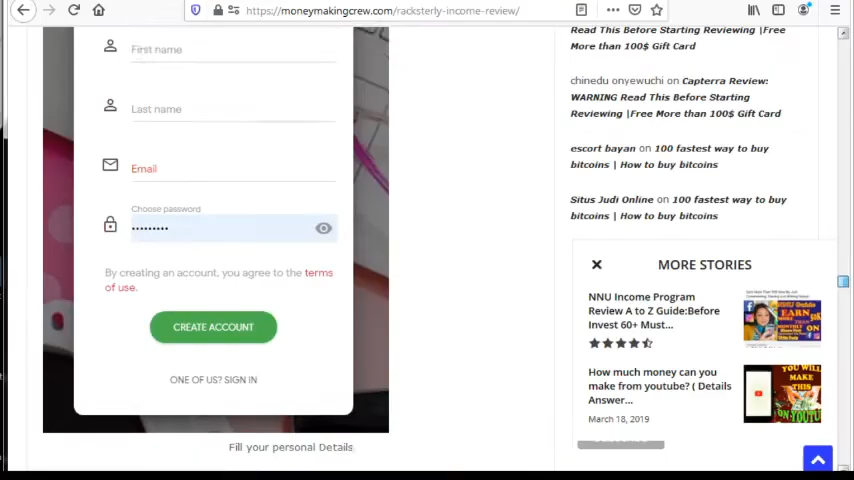 https://moneymakingcrew.com/racksterly-income-review/
First name
Last name
Email
Choose password
•••••••••
By creating an account, you agree to the terms
of use.
CREATE ACCOUNT
ONE OF US? SIGN IN
Fill your personal Details
Read This Before Starting Reviewing |Free
More than 100$ Gift Card
chinedu onyewuchi on Capterra Review:
WARNING Read This Before Starting
Reviewing |Free More than 100$ Gift Card
escort bayan on 100 fastest way to buy
bitcoins | How to buy bitcoins
Situs Judi Online on 100 fastest way to buy
bitcoins | How to buy bitcoins
MORE STORIES
NNU Income Program
Review A to Z Guide:Before
Invest 60+ Must...
How much money can you
make from youtube? ( Details
Answer...
March 18, 2019